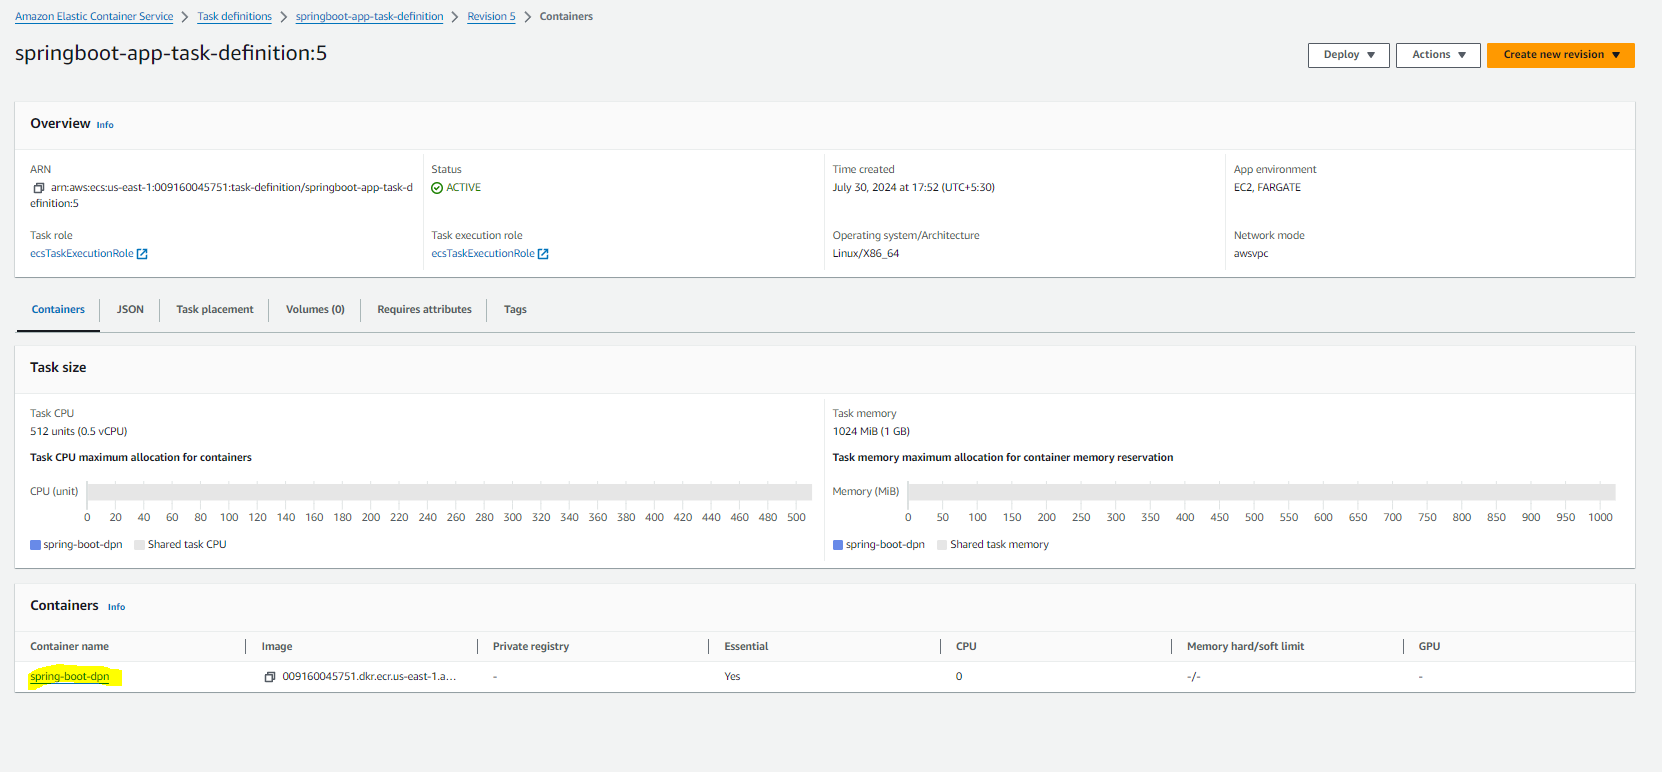 Amazon Elastic Container Service > Task definitions > springboot-app-task-definition > Revision 5 > Containers
springboot-app-task-definition:5
Deploy ▼ Actions ▼ Create new revision ▼
Overview Info
ARN
arn:aws:ecs:us-east-1:009160045751:task-definition/springboot-app-task-d
efinition:5
Status
ACTIVE
Time created
July 30, 2024 at 17:52 (UTC+5:30)
App environment
EC2, FARGATE
Task role
ecsTaskExecutionRole
Task execution role
ecsTaskExecutionRole
Operating system/Architecture
Linux/X86_64
Network mode
awsvpc
Containers JSON Task placement Volumes (0) Requires attributes Tags
Task size
Task CPU
512 units (0.5 vCPU)
Task CPU maximum allocation for containers
CPU (unit)
0 20 40 60 80 100 120 140 160 180 200 220 240 260 280 300 320 340 360 380 400 420 440 460 480 500
spring-boot-dpn Shared task CPU
Task memory
1024 MiB (1 GB)
Task memory maximum allocation for container memory reservation
Memory (MiB)
0 50 100 150 200 250 300 350 400 450 500 550 600 650 700 750 800 850 900 950 1000
spring-boot-dpn Shared task memory
Containers Info
Container name Image Private registry Essential CPU Memory hard/soft limit GPU
spring-boot-dpn 009160045751.dkr.ecr.us-east-1.a... - Yes 0 -/- -